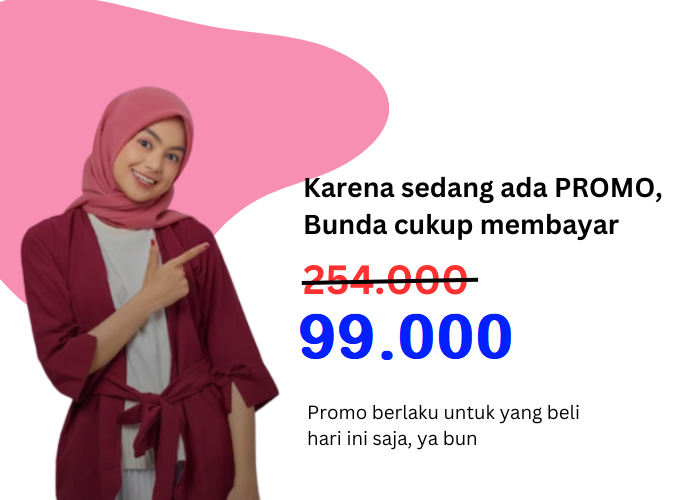 Karena sedang ada PROMO,
Bunda cukup membayar
254.000
99.000
Promo berlaku untuk yang beli
hari ini saja, ya bun